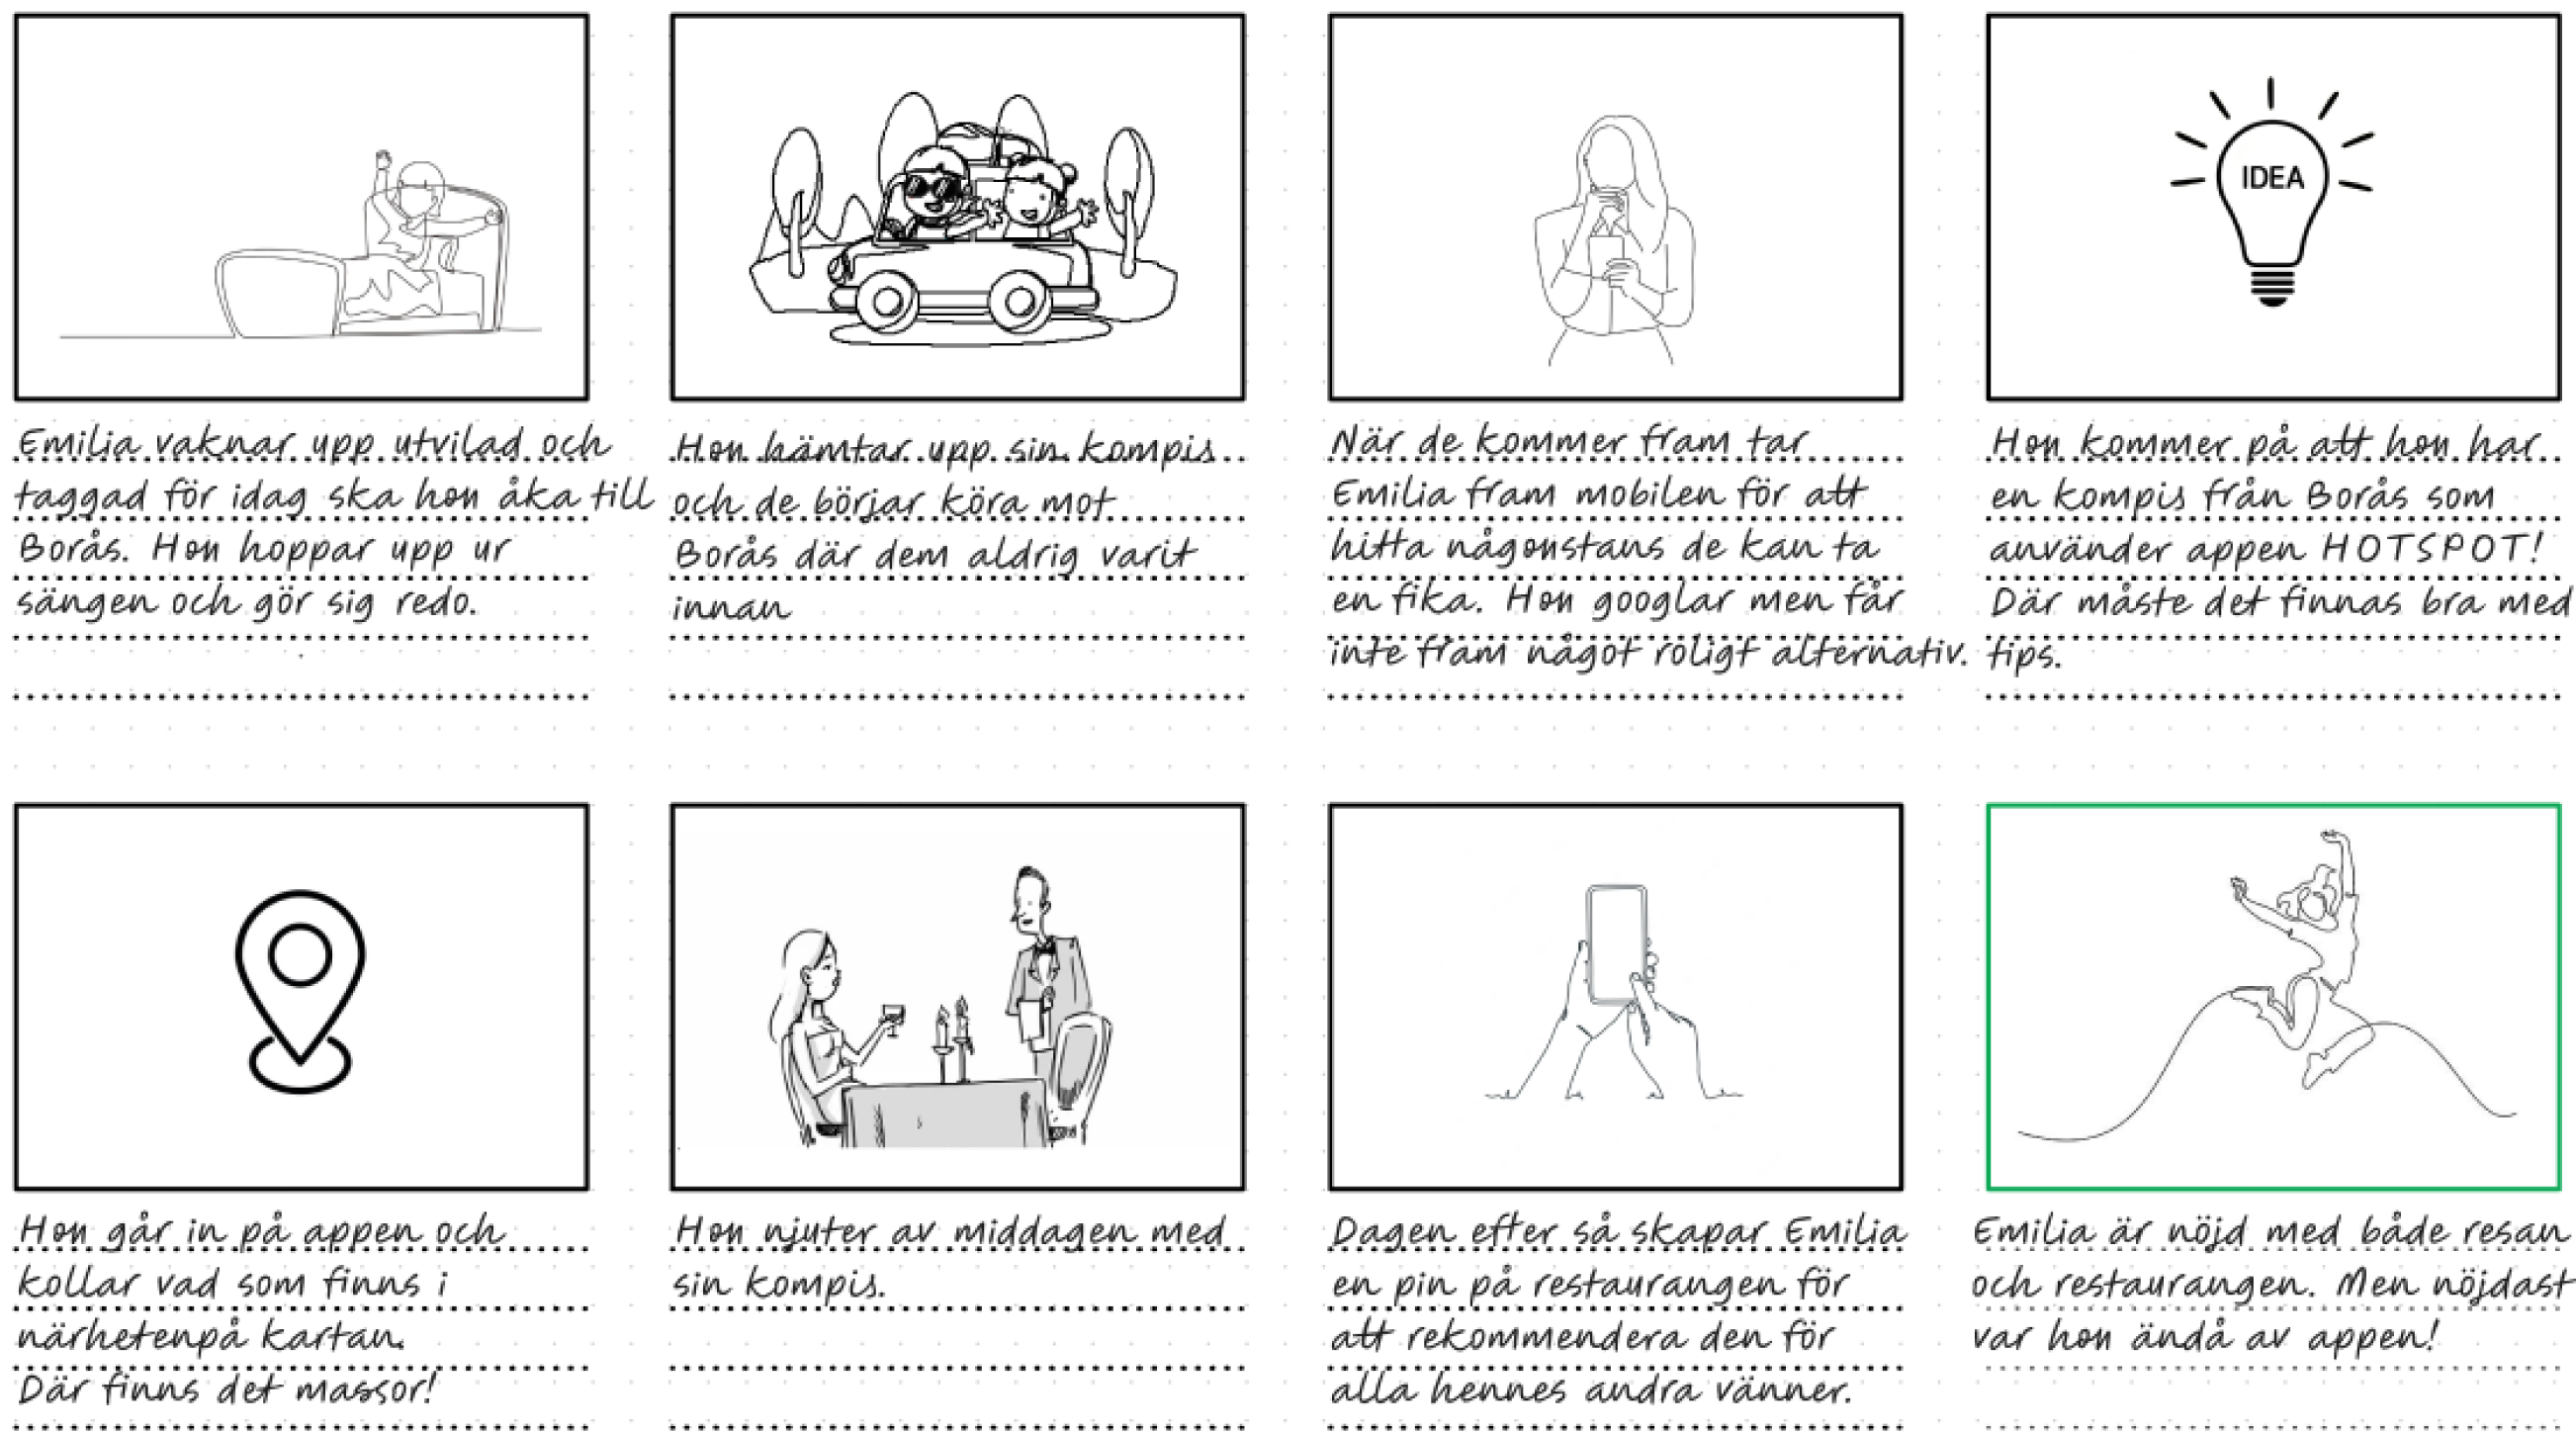 Emilia vaknar upp utvilad och
taggad för idag ska hon åka till
Borås. Hon hoppar upp ur
sängen och gör sig redo.
Hon hämtar upp sin kompis
och de börjar köra mot
Borås där dem aldrig varit
innan
När de kommer fram tar
Emilia fram mobilen för att
hitta någonstans de kan ta
en fika. Hon googlar men får
inte fram något roligt alternativ.
IDEA
Hon kommer på att hon har
en kompis från Borås som
använder appen HOTSPOT!
Där måste det finnas bra med
tips.
Hon går in på appen och
kollar vad som finns i
närhetenpå kartan.
Där finns det massor!
Hon njuter av middagen med
sin kompis.
Dagen efter så skapar Emilia
en pin på restaurangen för
att rekommendera den för
alla hennes andra vänner.
Emilia är nöjd med både resan
och restaurangen. Men nöjdast
var hon ändå av appen!